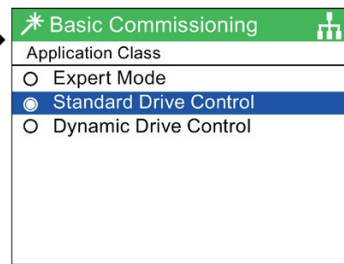 Basic Commissioning
Application Class
Expert Mode
Standard Drive Control
Dynamic Drive Control